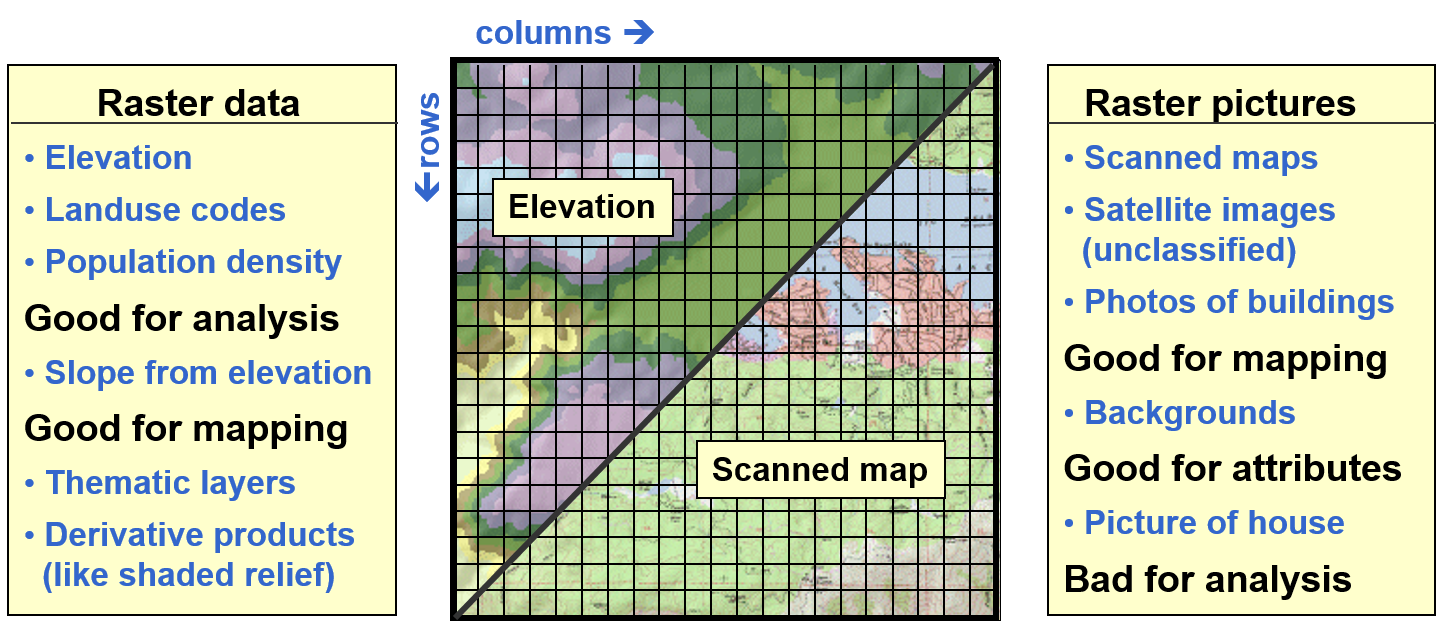 columns →
← rows
Raster data
• Elevation
• Landuse codes
• Population density
Good for analysis
• Slope from elevation
Good for mapping
• Thematic layers
• Derivative products
(like shaded relief)
Elevation
Scanned map
Raster pictures
• Scanned maps
• Satellite images
(unclassified)
• Photos of buildings
Good for mapping
• Backgrounds
Good for attributes
• Picture of house
Bad for analysis